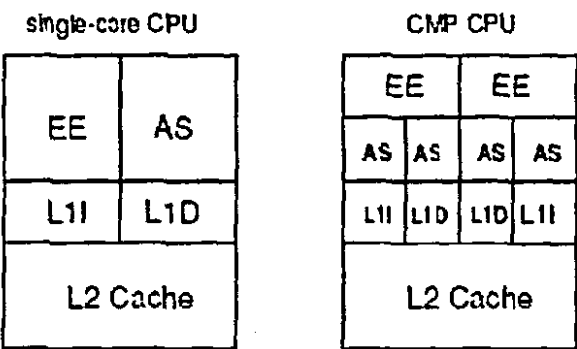 single-core CPU
CMP CPU
EE
AS
L1I
L1D
L2 Cache
EE
EE
AS
AS
AS
AS
L1I
L1D
L1D
L1I
L2 Cache